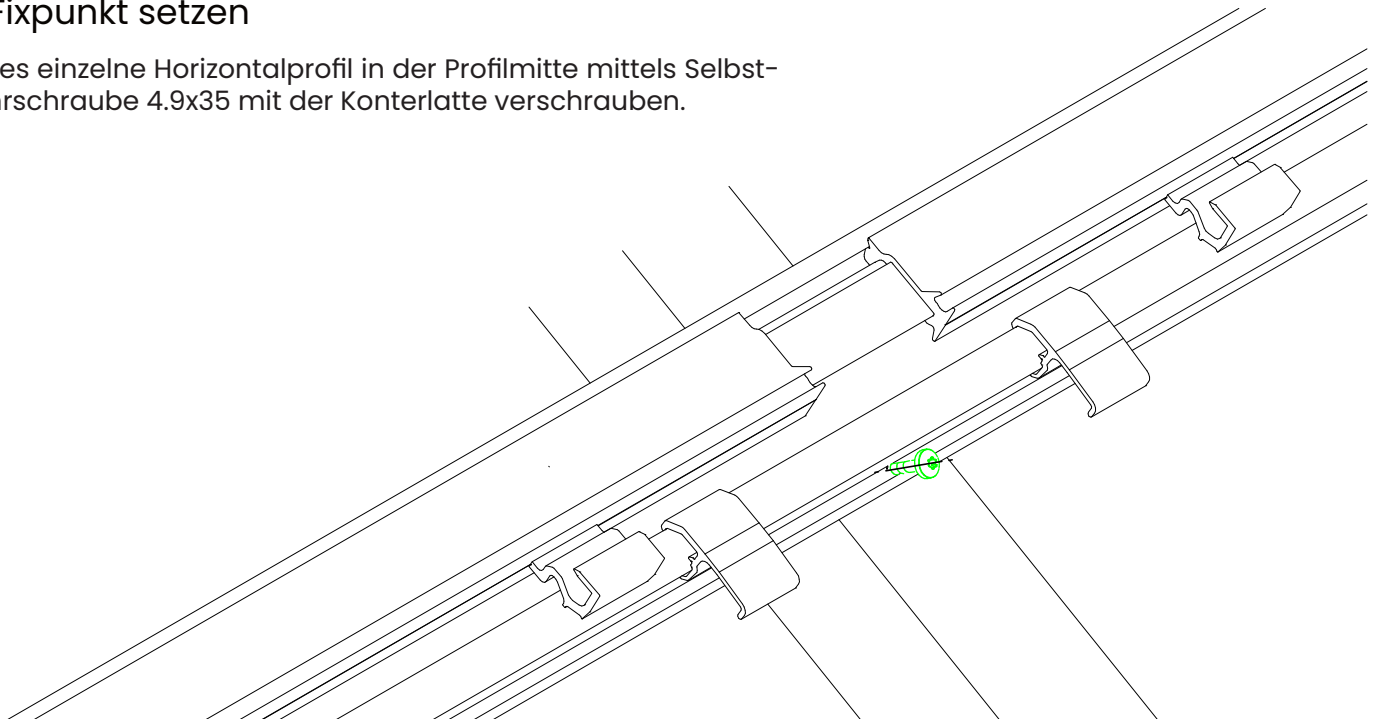 Fixpunkt setzen
es einzelne Horizontalprofil in der Profilmitte mittels Selbst-
rschraube 4.9x35 mit der Konterlatte verschrauben.